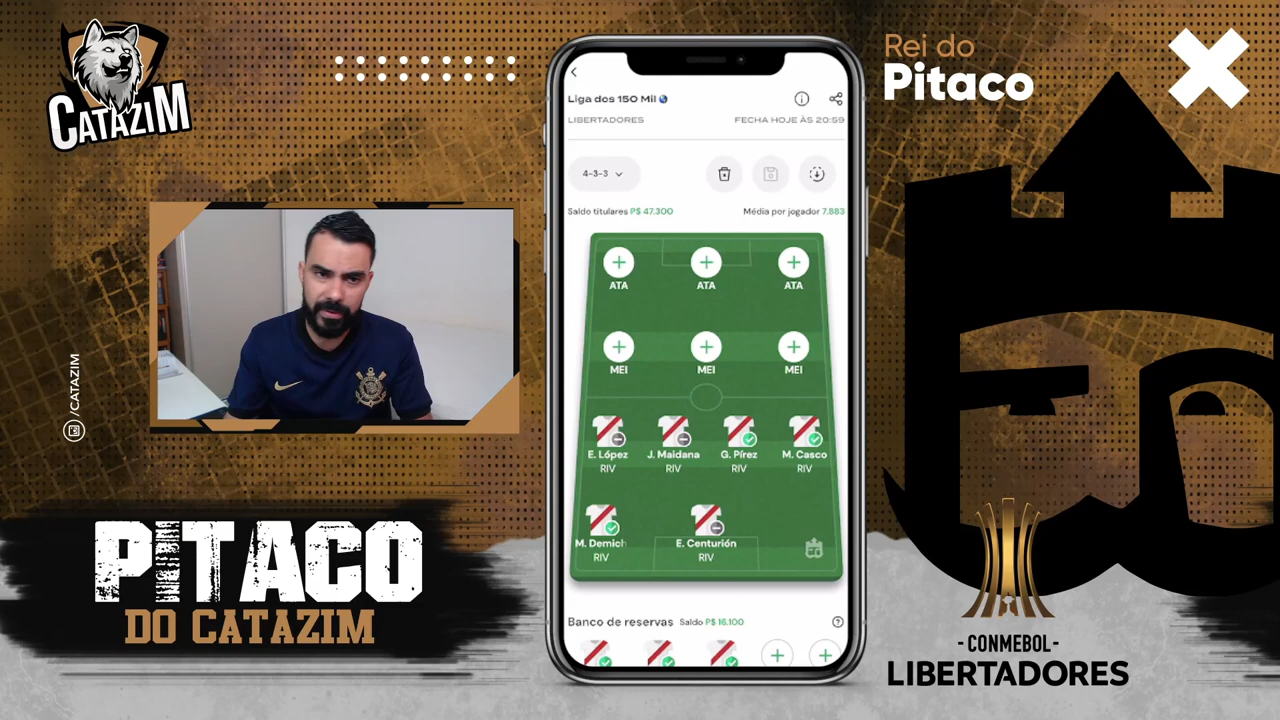 CATAZIM
/CATAZIM
PITACO
DO CATAZIM
Liga dos 150 Mil
LIBERTADORES
FECHA HOJE ÀS 20:59
4-3-3
Saldo titulares P$ 47.300
Média por jogador 7.883
ATA
ATA
ATA
MEI
MEI
MEI
E. López
RIV
J. Maidana
RIV
G. Pírez
RIV
M. Casco
RIV
M. Demich
RIV
E. Centurión
RIV
Banco de reservas Saldo P$ 16.100
Rei do
Pitaco
-CONMEBOL-
LIBERTADORES